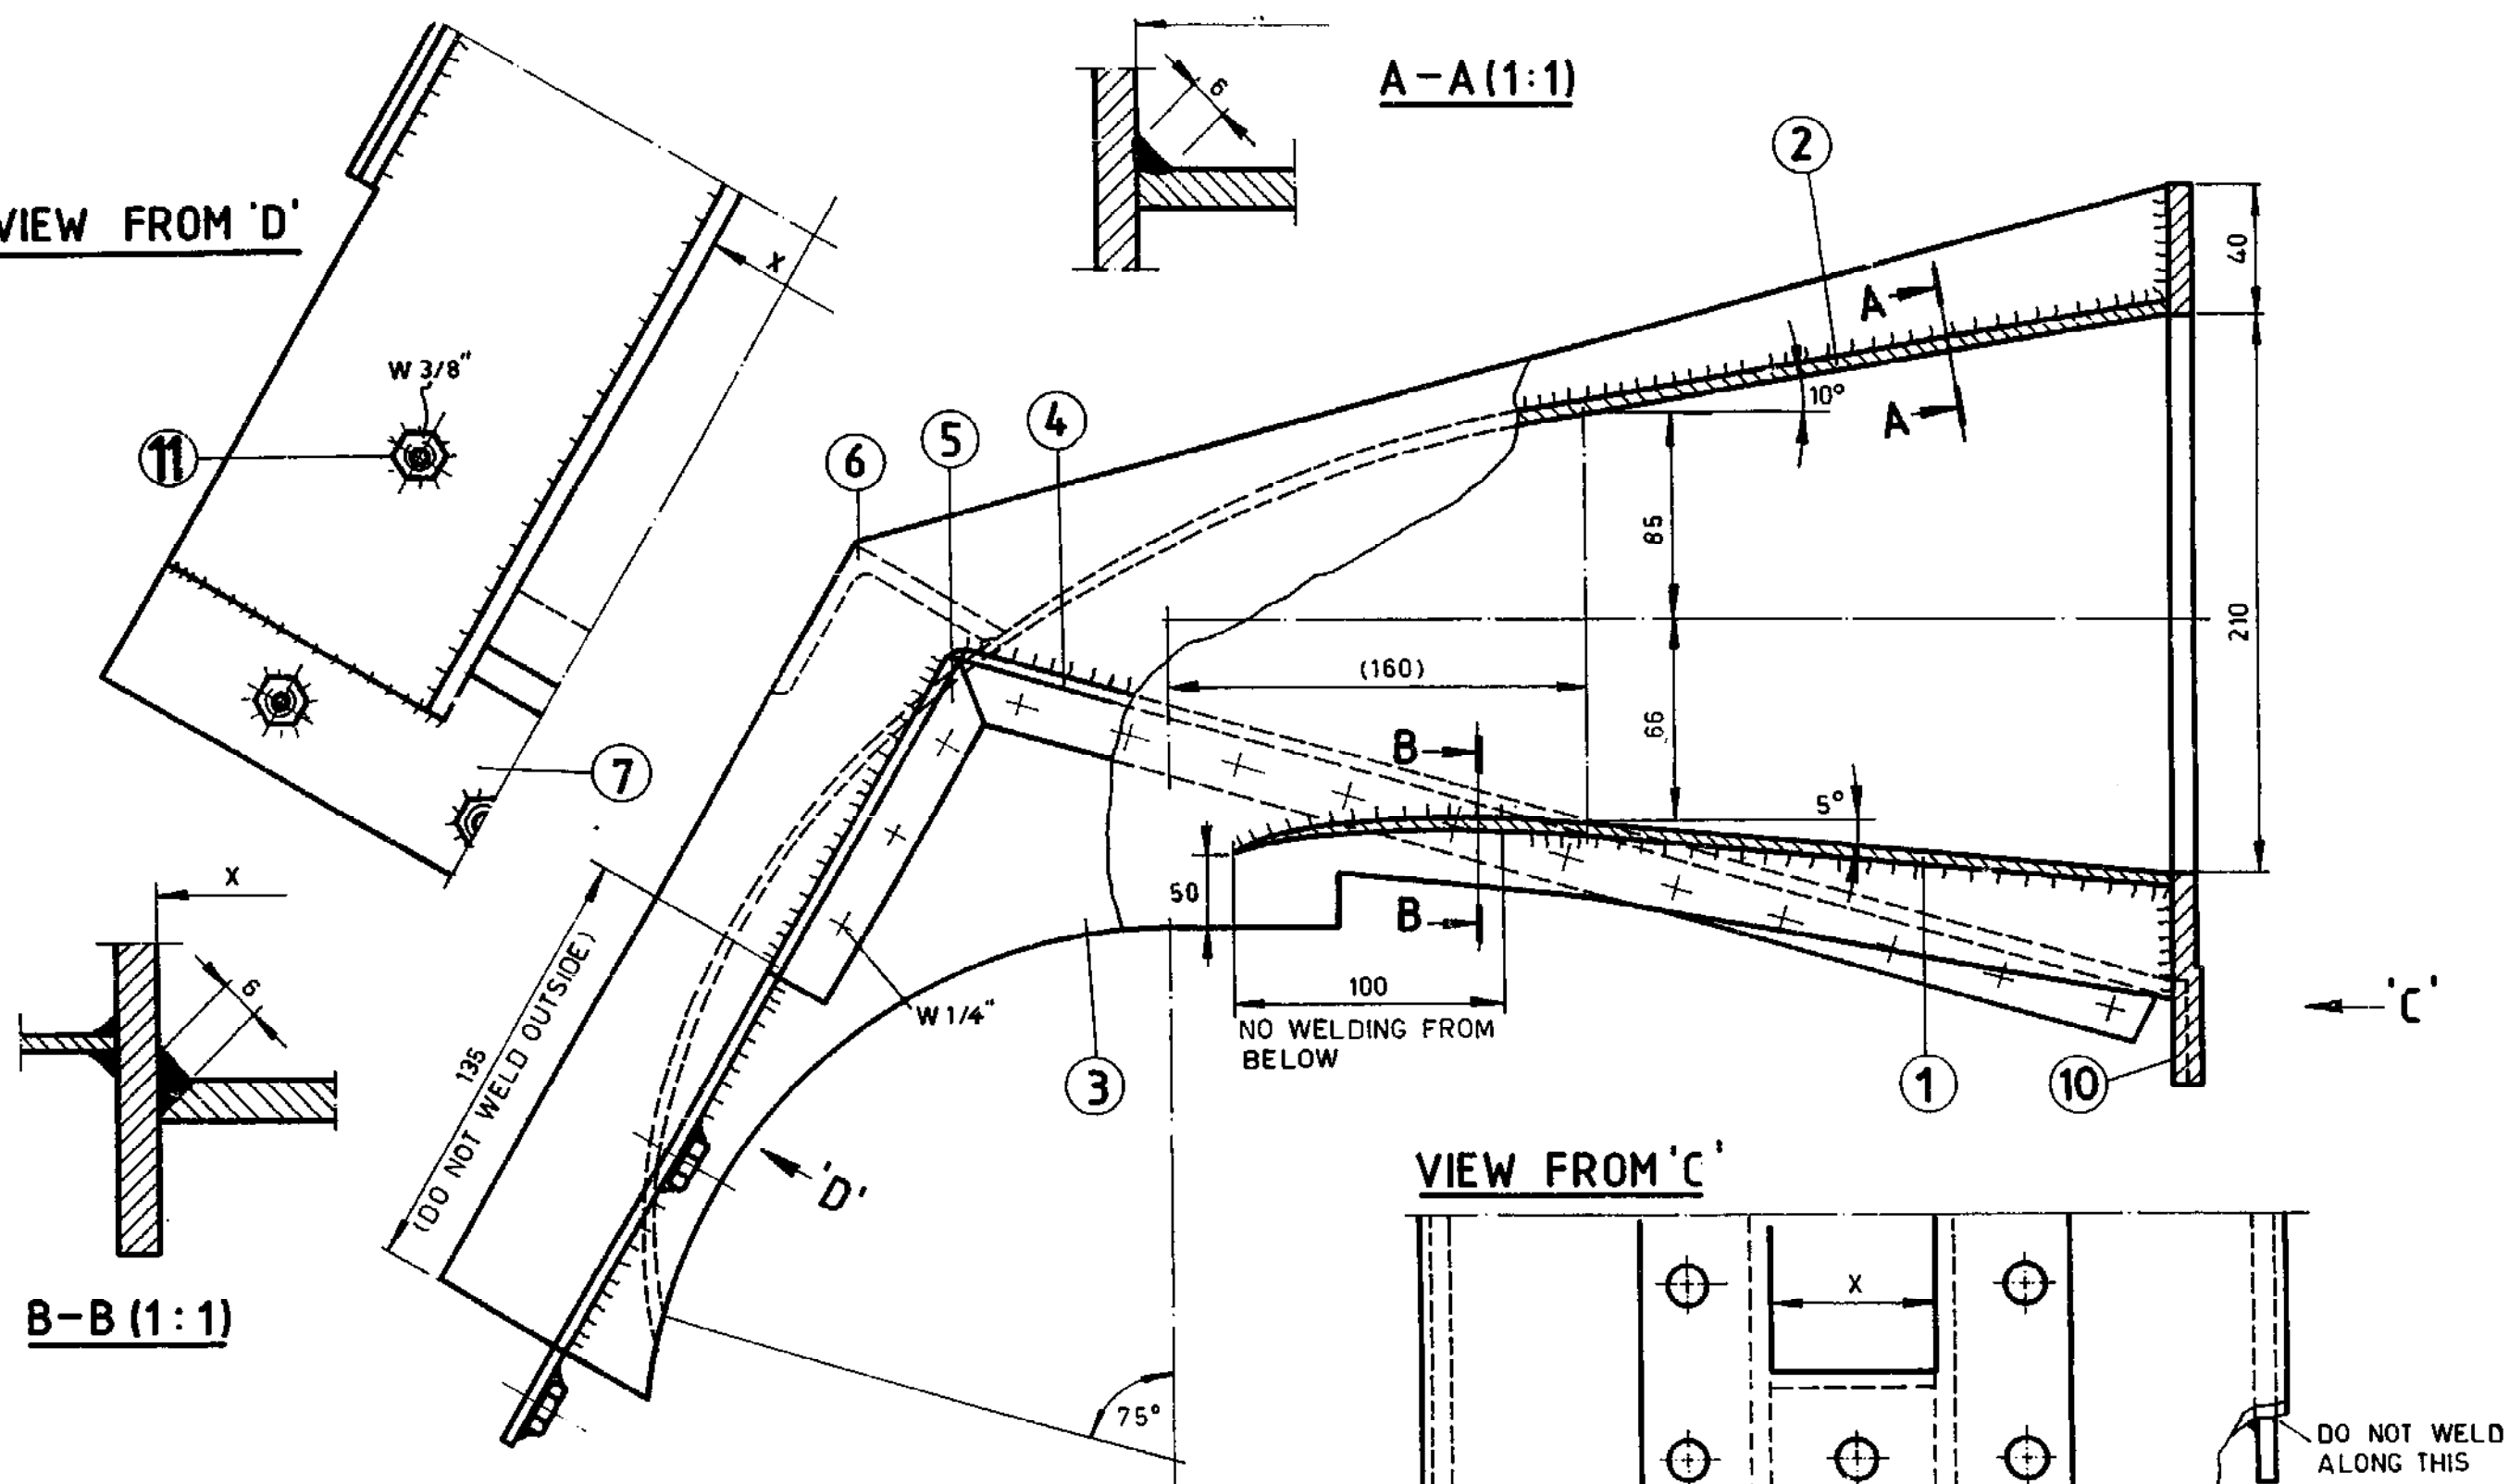 A-A (1:1)
6
2
VIEW FROM 'D'
x
40
A
W 3/8"
10°
A
4
5
6
11
85
210
(160)
66
B
5°
7
x
50
B
135
(DO NOT WELD OUTSIDE)
6
100
NO WELDING FROM
BELOW
W 1/4"
'C'
3
1
10
'D'
VIEW FROM 'C'
B-B (1:1)
x
75°
DO NOT WELD
ALONG THIS